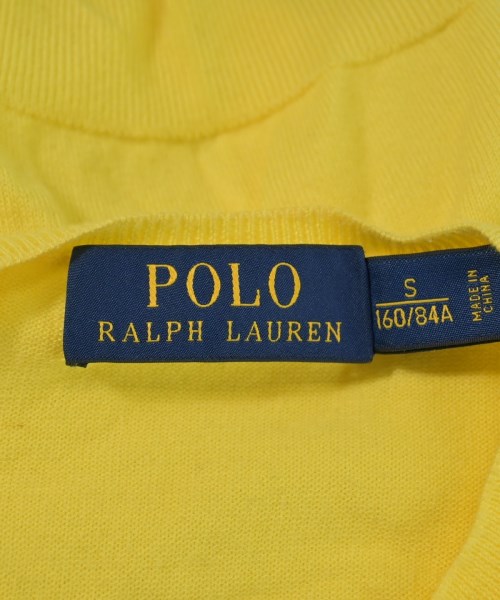 POLO
RALPH LAUREN
S
160/84A
MADE IN
CHINA